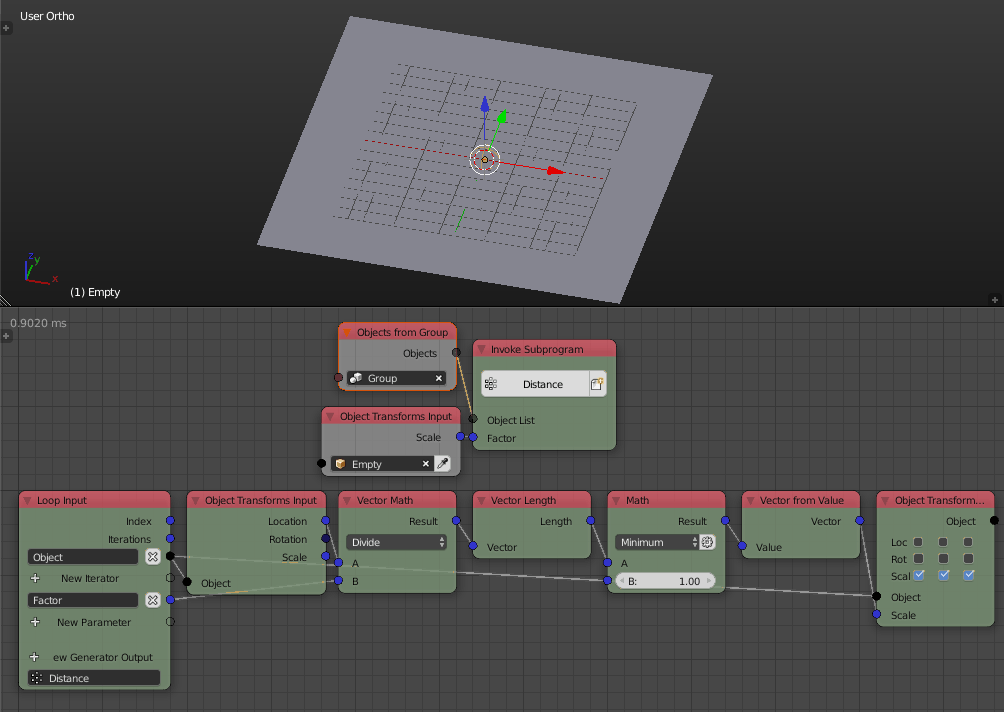 User Ortho
z
y
x
(1) Empty
0.9020 ms
Objects from Group
Objects
Group
Invoke Subprogram
Distance
Object List
Factor
Object Transforms Input
Scale
Empty
Loop Input
Index
Iterations
Object
New Iterator
Factor
New Parameter
ew Generator Output
Distance
Object Transforms Input
Location
Rotation
Scale
Object
Vector Math
Result
Divide
A
B
Vector Length
Length
Vector
Math
Result
Minimum
A
B: 1.00
Vector from Value
Vector
Value
Object Transform...
Object
Loc
Rot
Scal
Object
Scale